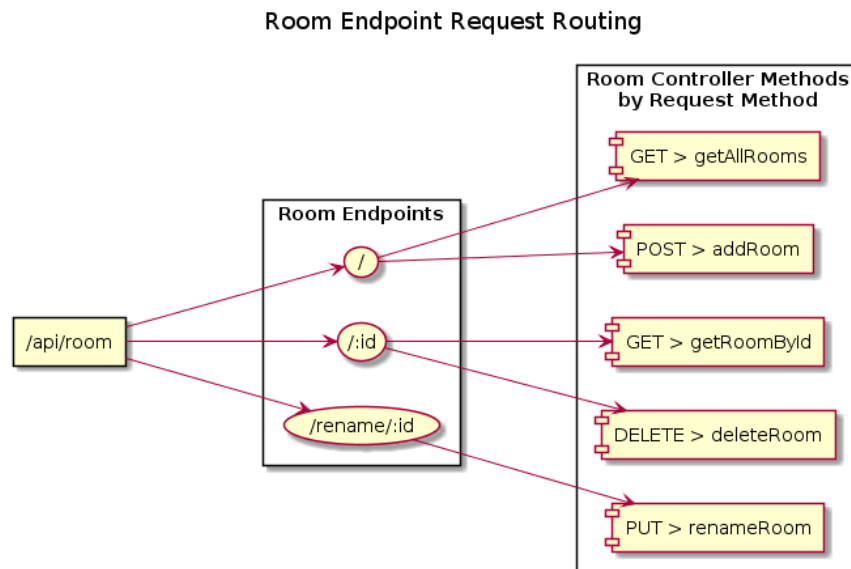 Room Endpoint Request Routing
Room Controller Methods
by Request Method
GET > getAllRooms
Room Endpoints
POST > addRoom
/
/api/room
/:id
GET > getRoomById
/rename/:id
DELETE > deleteRoom
PUT > renameRoom